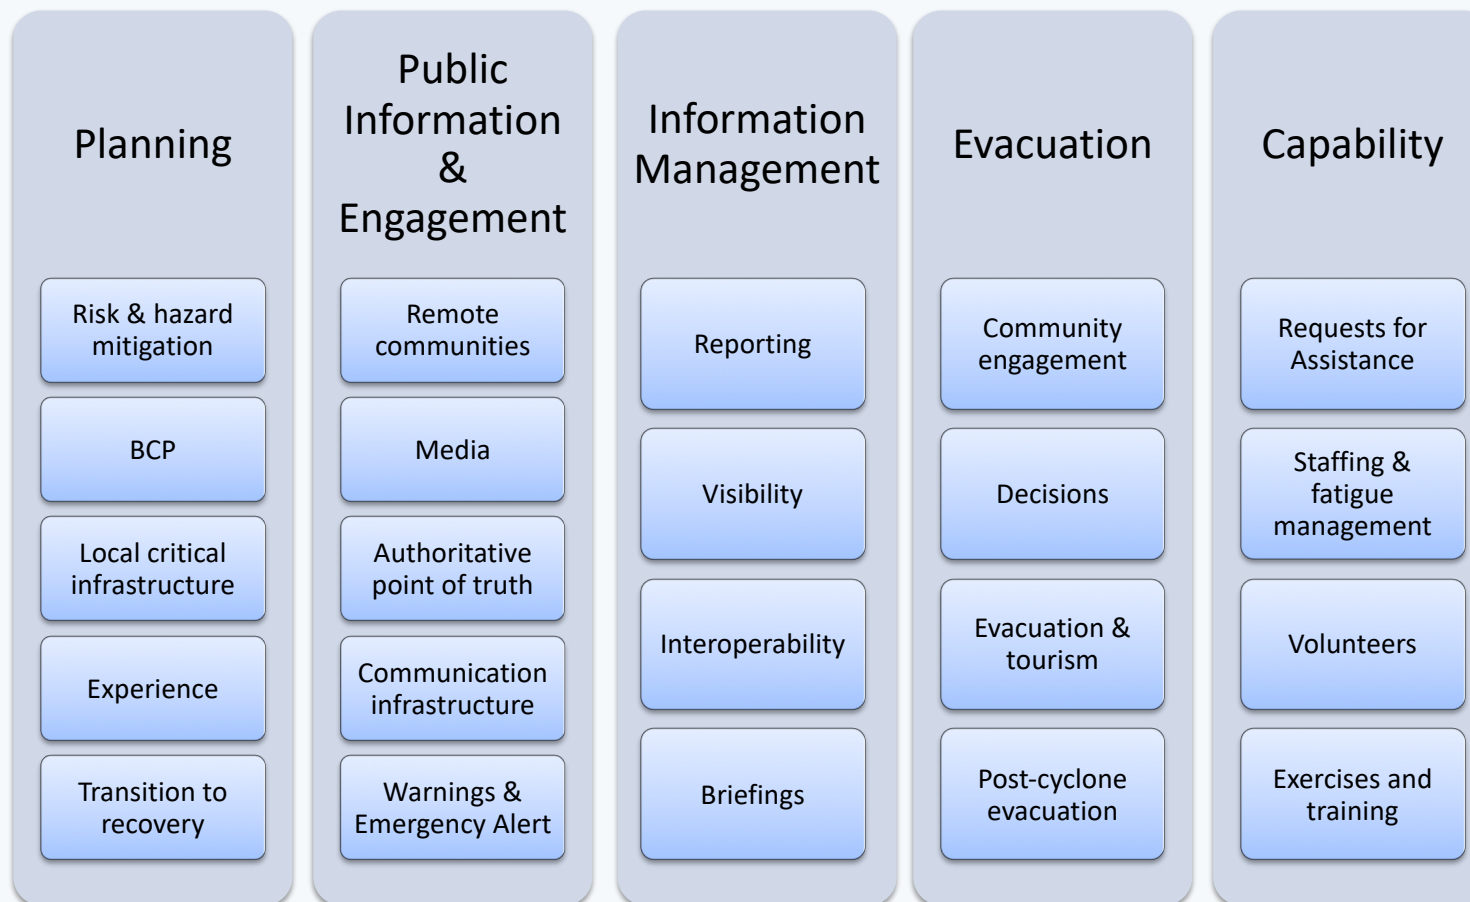 Planning
Risk & hazard
mitigation
BCP
Local critical
infrastructure
Experience
Transition to
recovery
Public
Information
&
Engagement
Remote
communities
Media
Authoritative
point of truth
Communication
infrastructure
Warnings &
Emergency Alert
Information
Management
Reporting
Visibility
Interoperability
Briefings
Evacuation
Community
engagement
Decisions
Evacuation &
tourism
Post-cyclone
evacuation
Capability
Requests for
Assistance
Staffing &
fatigue
management
Volunteers
Exercises and
training